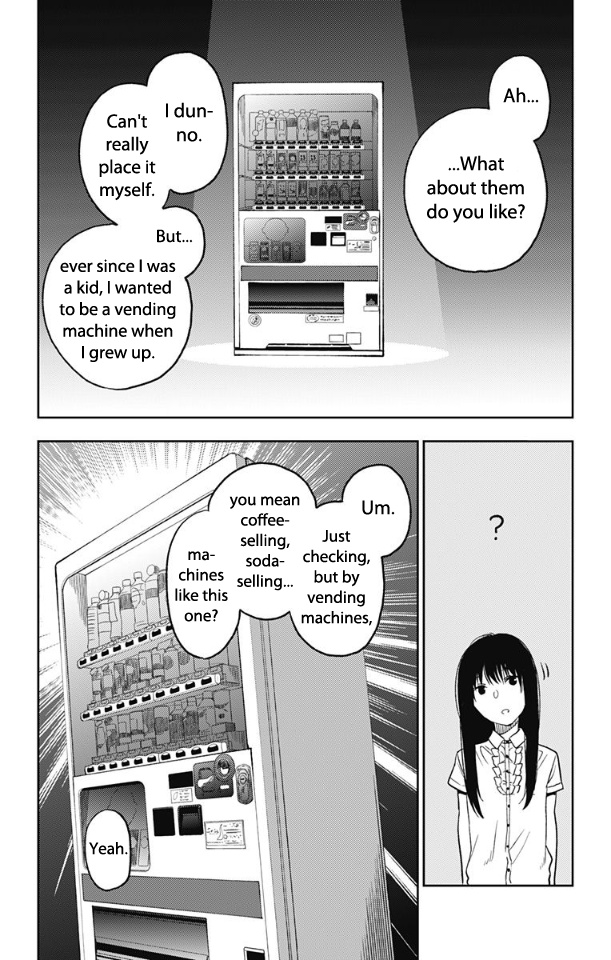 Ah...
...What
about them
do you like?
I dun-
no.
Can't
really
place it
myself.
But...
ever since I was
a kid, I wanted
to be a vending
machine when
I grew up.
?
Um.
Just
checking,
but by
vending
machines,
you mean
coffee-
selling,
soda-
selling...
ma-
chines
like this
one?
Yeah.